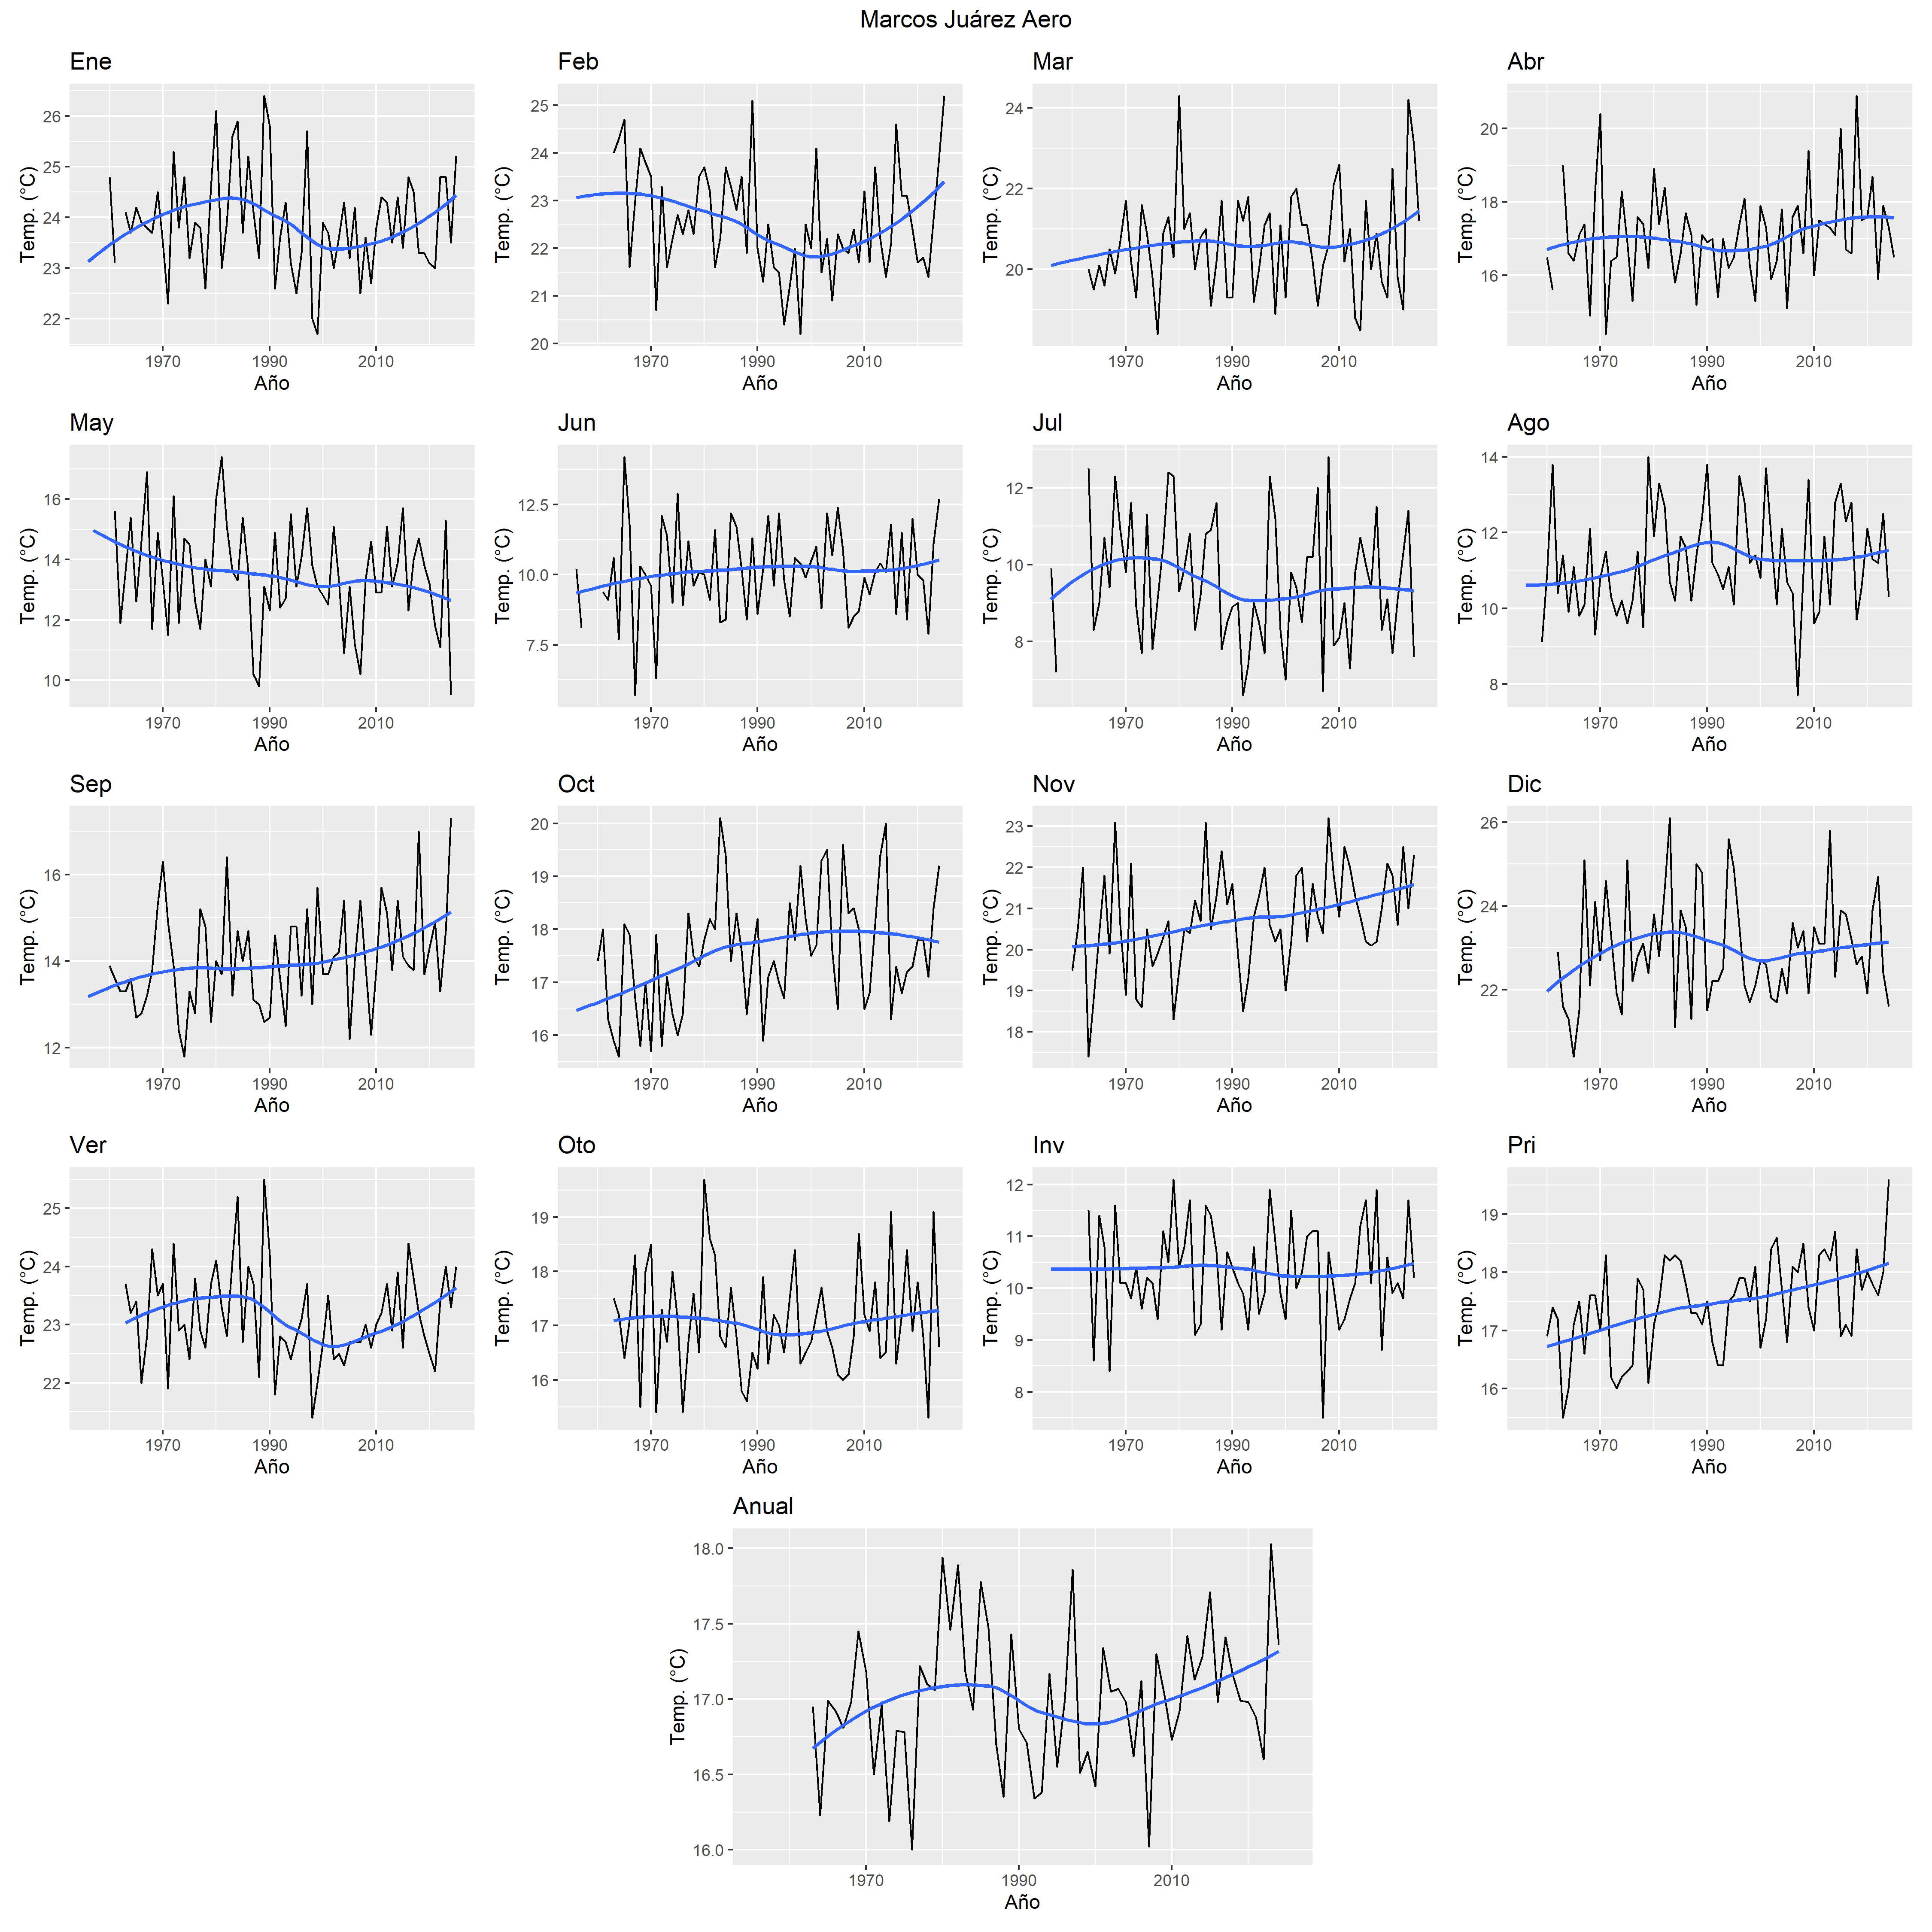 Marcos Juárez Aero
Ene Feb Mar Abr
26 25 24 23 22
Temp. (°C)
1970 1990 2010
Año
25 24 23 22 21 20
Temp. (°C)
1970 1990 2010
Año
24 22 20
Temp. (°C)
1970 1990 2010
Año
20 18 16
Temp. (°C)
1970 1990 2010
Año
May Jun Jul Ago
16 14 12 10
Temp. (°C)
1970 1990 2010
Año
12.5 10.0 7.5
Temp. (°C)
1970 1990 2010
Año
12 10 8
Temp. (°C)
1970 1990 2010
Año
14 12 10 8
Temp. (°C)
1970 1990 2010
Año
Sep Oct Nov Dic
16 14 12
Temp. (°C)
1970 1990 2010
Año
20 19 18 17 16
Temp. (°C)
1970 1990 2010
Año
23 22 21 20 19 18
Temp. (°C)
1970 1990 2010
Año
26 24 22
Temp. (°C)
1970 1990 2010
Año
Ver Oto Inv Pri
25 24 23 22
Temp. (°C)
1970 1990 2010
Año
19 18 17 16
Temp. (°C)
1970 1990 2010
Año
12 11 10 9 8
Temp. (°C)
1970 1990 2010
Año
19 18 17 16
Temp. (°C)
1970 1990 2010
Año
Anual
18.0 17.5 17.0 16.5 16.0
Temp. (°C)
1970 1990 2010
Año